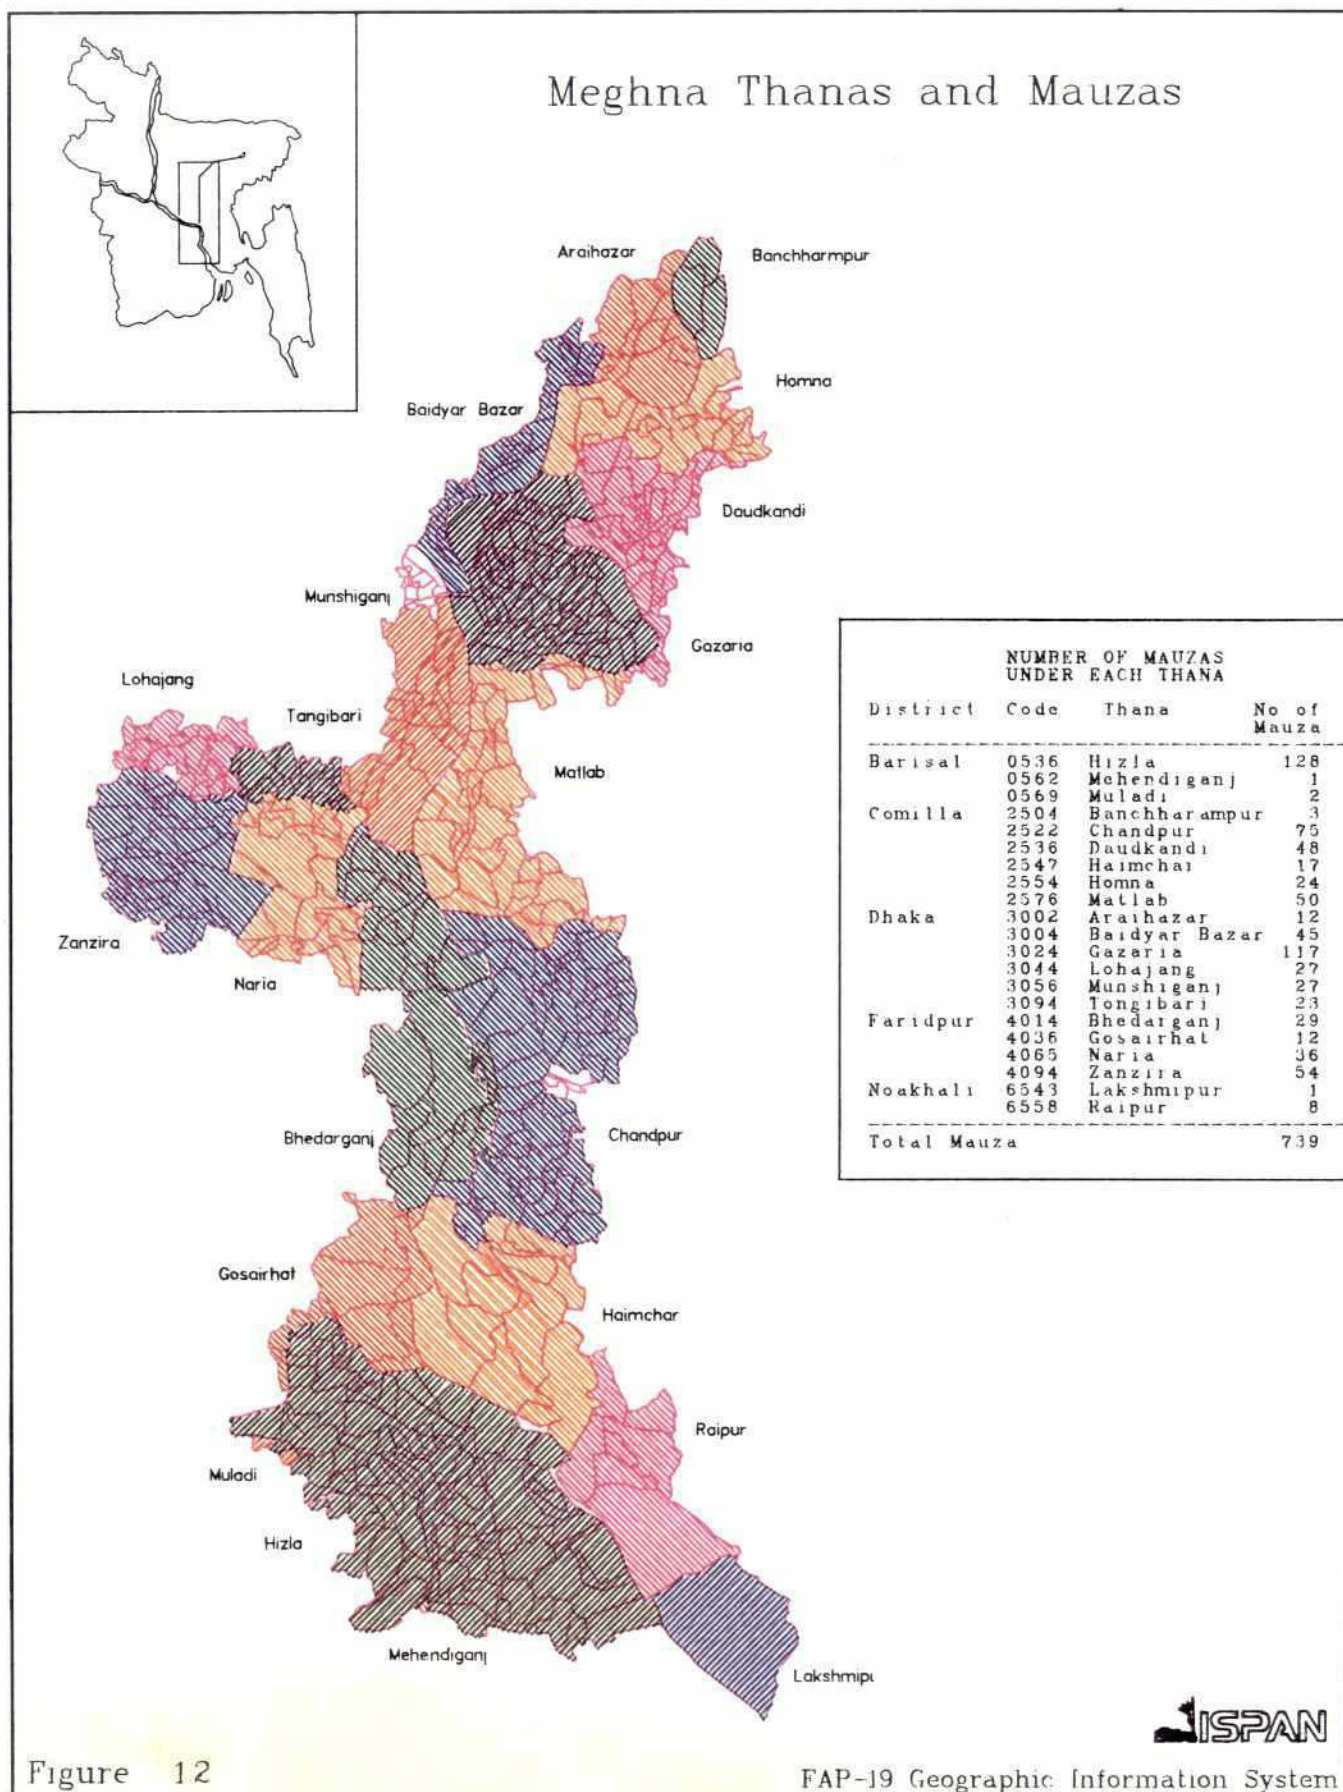 Meghna Thanas and Mauzas
Araihazar
Banchharmpur
Homna
Baidyar Bazar
Daudkandi
Munshiganj
Gazaria
Lohajang
Tangibari
Matlab
Zanzira
Naria
Bhedarganj
Chandpur
Gosairhat
Haimchar
Raipur
Muladi
Hizla
Mehendiganj
Lakshmipu
NUMBER OF MAUZAS
UNDER EACH THANA
District Code Thana No of
Mauza
Barisal 0536 Hizla 128
0562 Mehendiganj 1
0569 Muladi 2
Comilla 2504 Banchharampur 3
2522 Chandpur 75
2536 Daudkandi 48
2547 Haimchar 17
2554 Homna 24
2576 Matlab 50
Dhaka 3002 Araihazar 12
3004 Baidyar Bazar 45
3024 Gazaria 117
3044 Lohajang 27
3056 Munshiganj 27
3094 Tongibari 23
Faridpur 4014 Bhedarganj 29
4036 Gosairhat 12
4065 Naria 36
4094 Zanzira 54
Noakhali 6543 Lakshmipur 1
6558 Raipur 8
Total Mauza 739
ISPAN
Figure 12
FAP-19 Geographic Information System